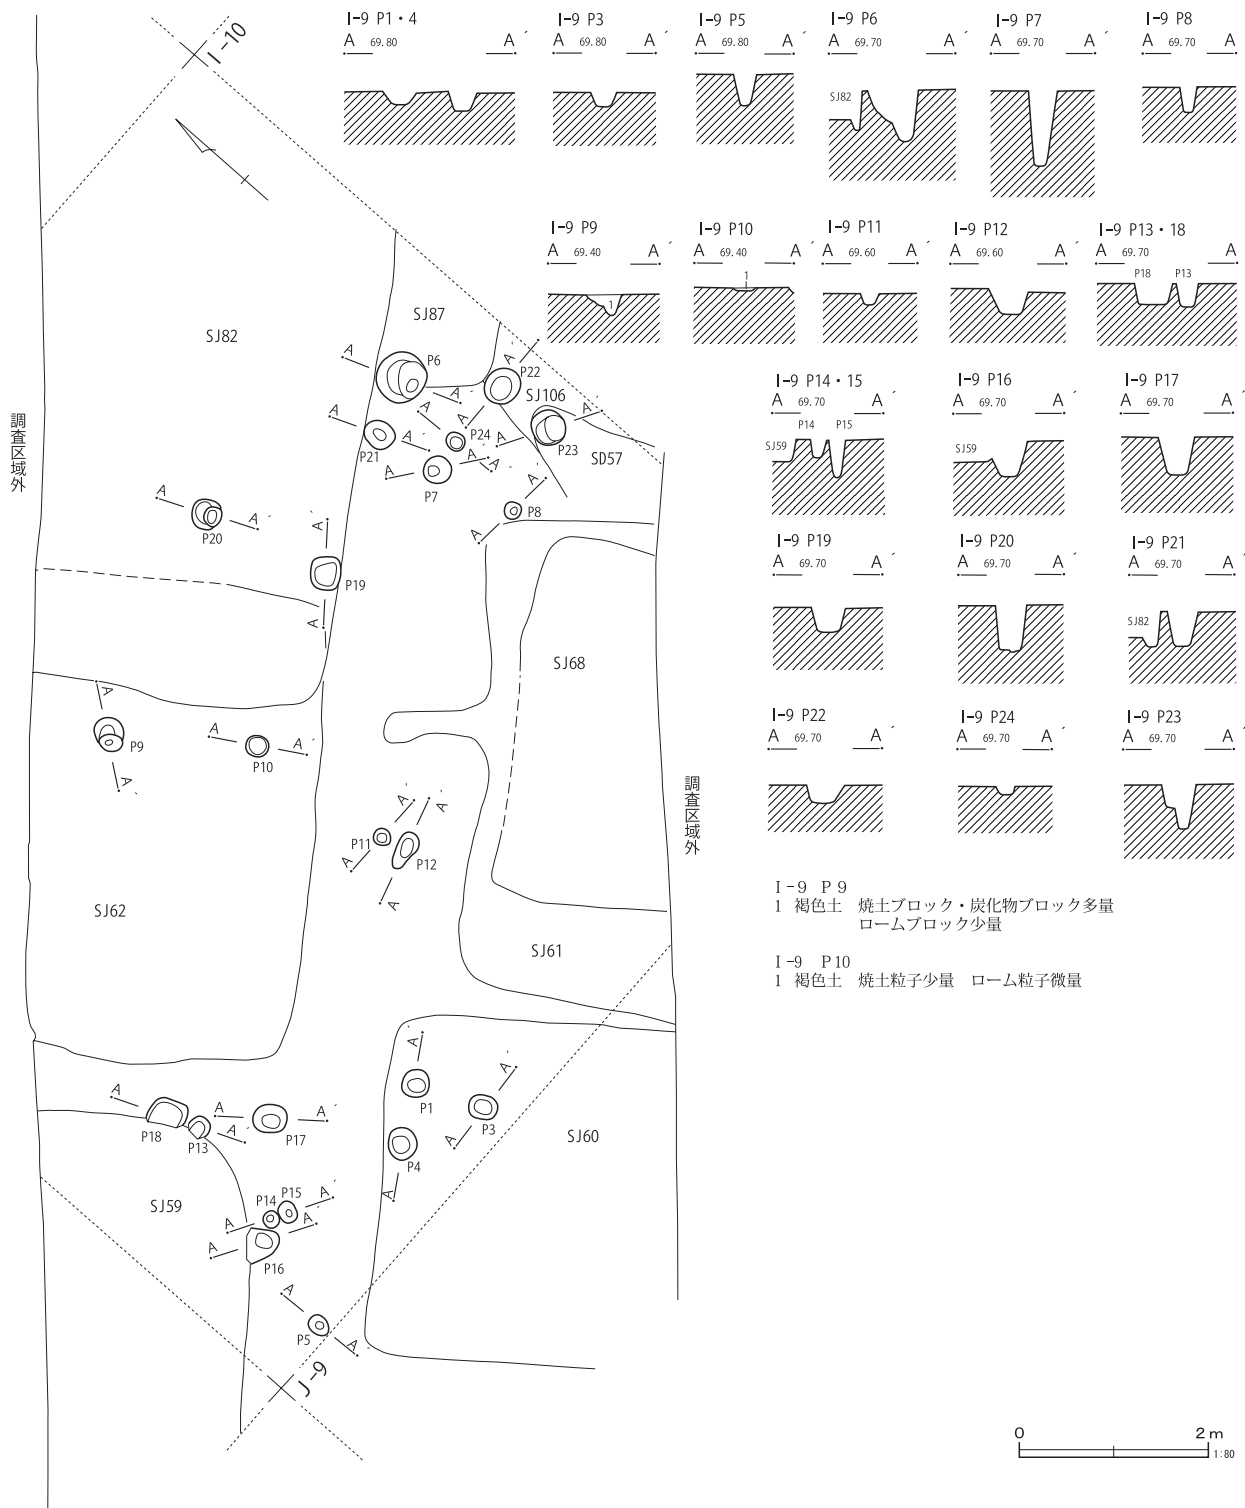 I-9 P1・4
A 69.80 A´
I-9 P3
A 69.80 A´
I-9 P5
A 69.80 A´
I-9 P6
A 69.70 A´
SJ82
I-9 P7
A 69.70 A´
I-9 P8
A 69.70 A´
I-9 P9
A 69.40 A´
1
I-9 P10
A 69.40 A´
1
I-9 P11
A 69.60 A´
I-9 P12
A 69.60 A´
I-9 P13・18
A 69.70 A´
P18 P13
I-9 P14・15
A 69.70 A´
P14 P15
SJ59
I-9 P16
A 69.70 A´
SJ59
I-9 P17
A 69.70 A´
I-9 P19
A 69.70 A´
I-9 P20
A 69.70 A´
I-9 P21
A 69.70 A´
SJ82
I-9 P22
A 69.70 A´
I-9 P24
A 69.70 A´
I-9 P23
A 69.70 A´
I-9 P9
1 褐色土 焼土ブロック・炭化物ブロック多量
ロームブロック少量
I-9 P10
1 褐色土 焼土粒子少量 ローム粒子微量
I-10
調査区域外
SJ82
SJ87
A P6 A´
A P22 A´
SJ106
A P21 A´
A P24 A´
A P23 A´
SD57
A P7 A´
A P8 A´
A P20 A´
A P19 A´
SJ68
A P9 A´
A P10 A´
調査区域外
A P11 A´
A P12 A´
SJ62
SJ61
A´ P1
A´ P3 A
P4 A
SJ60
A P18
P13 A´
A P17 A´
SJ59
A P14 P15 A´
A P16 A´
A P5 A´
J-9
0 2m
1:80